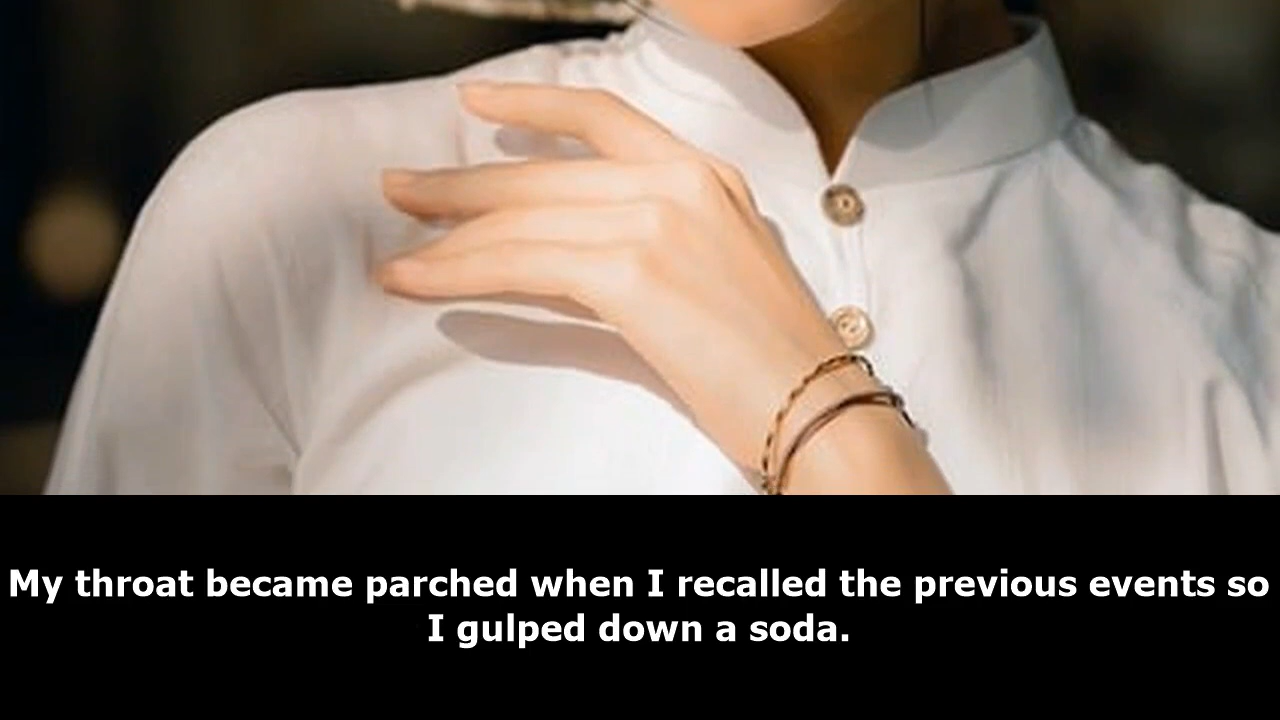 My throat became parched when I recalled the previous events so
I gulped down a soda.